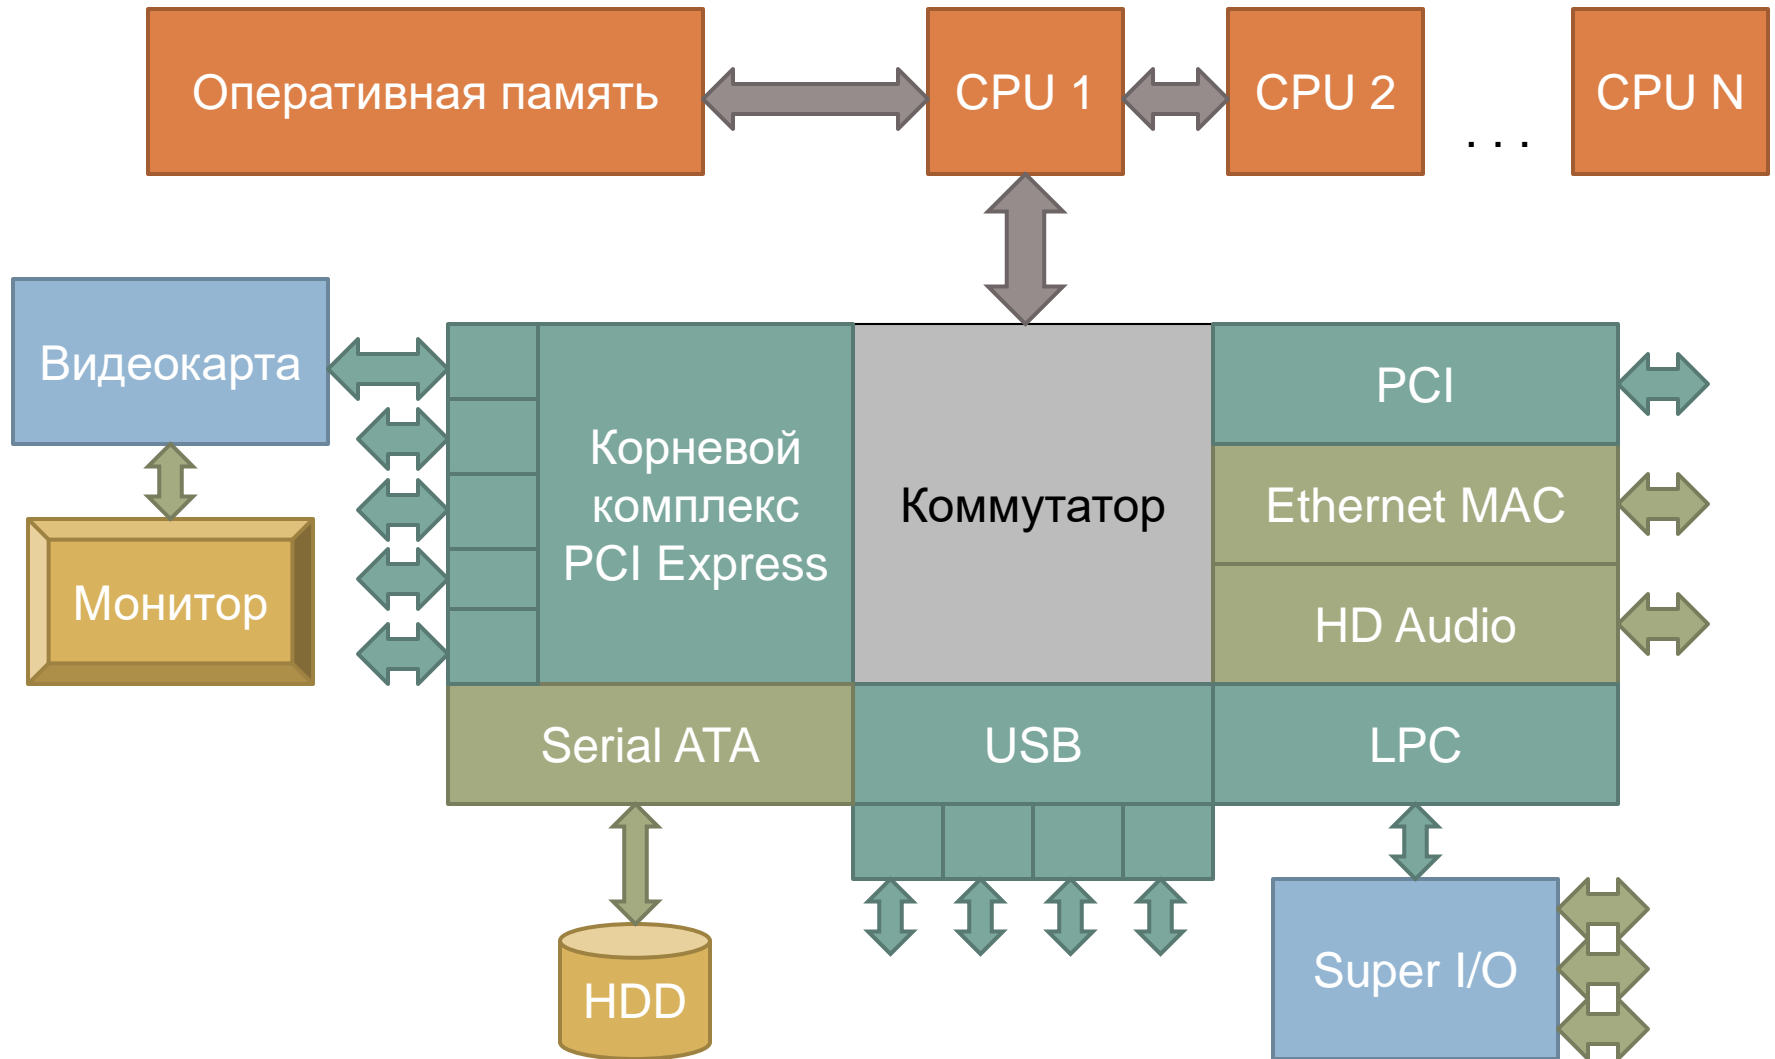 Оперативная память
CPU 1
CPU 2
. . .
CPU N
Видеокарта
Монитор
Корневой
комплекс
PCI Express
Коммутатор
PCI
Ethernet MAC
HD Audio
Serial ATA
USB
LPC
HDD
Super I/O